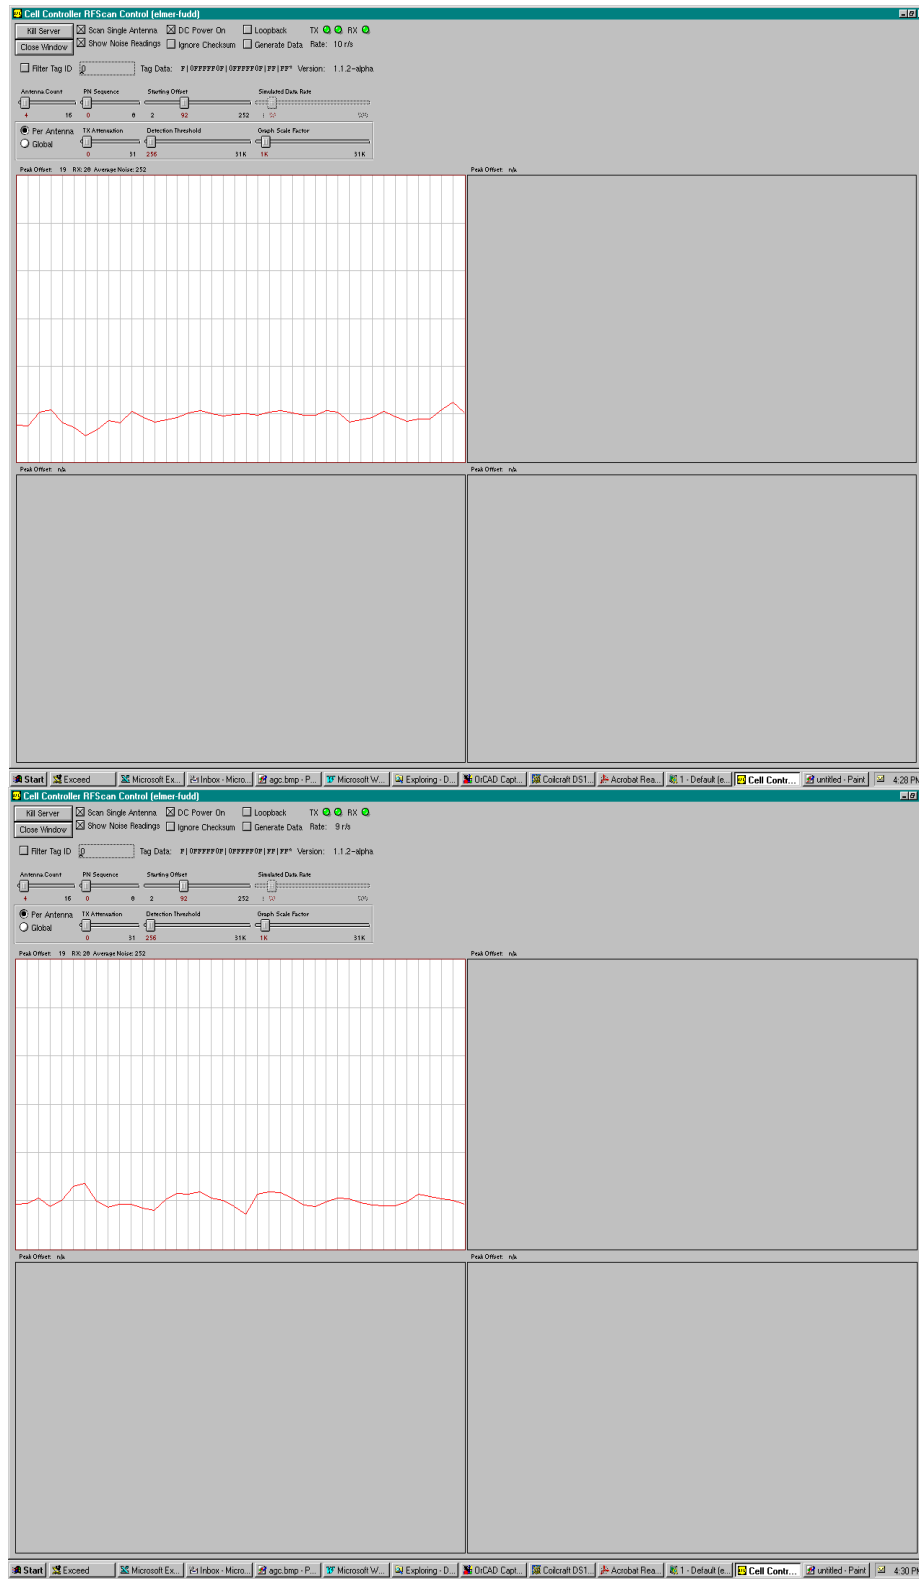 Cell Controller RFScan Control (elmer-fudd)
Kill Server Scan Single Antenna DC Power On Loopback TX RX
Close Window Show Noise Readings Ignore Checksum Generate Data Rate: 10 r/s
Filter Tag ID 0 Tag Data: F|0FFFFF0F|0FFFFF0F|FF|FF* Version: 1.1.2-alpha
Antenna Count PN Sequence Starting Offset Simulated Data Rate
4 16 0 8 2 92 252
Per Antenna TX Attenuation Detection Threshold Graph Scale Factor
Global
0 31 256 31K 1K 31K
Peak Offset: 19 RX: 20 Average Noise: 252 Peak Offset: n/a
Peak Offset: n/a
Start Exceed Microsoft Ex... Inbox - Micro... agc.bmp - P... Microsoft W... Exploring - D... OrCAD Capt... Coilcraft DS1... Acrobat Rea... 1 - Default (e... Cell Contr... untitled - Paint 4:28 PM
Cell Controller RFScan Control (elmer-fudd)
Kill Server Scan Single Antenna DC Power On Loopback TX RX
Close Window Show Noise Readings Ignore Checksum Generate Data Rate: 9 r/s
Filter Tag ID 0 Tag Data: F|0FFFFF0F|0FFFFF0F|FF|FF* Version: 1.1.2-alpha
Antenna Count PN Sequence Starting Offset Simulated Data Rate
4 16 0 8 2 92 252
Per Antenna TX Attenuation Detection Threshold Graph Scale Factor
Global
0 31 256 31K 1K 31K
Peak Offset: 19 RX: 20 Average Noise: 252 Peak Offset: n/a
Peak Offset: n/a
Start Exceed Microsoft Ex... Inbox - Micro... agc.bmp - P... Microsoft W... Exploring - D... OrCAD Capt... Coilcraft DS1... Acrobat Rea... 1 - Default (e... Cell Contr... untitled - Paint 4:30 PM